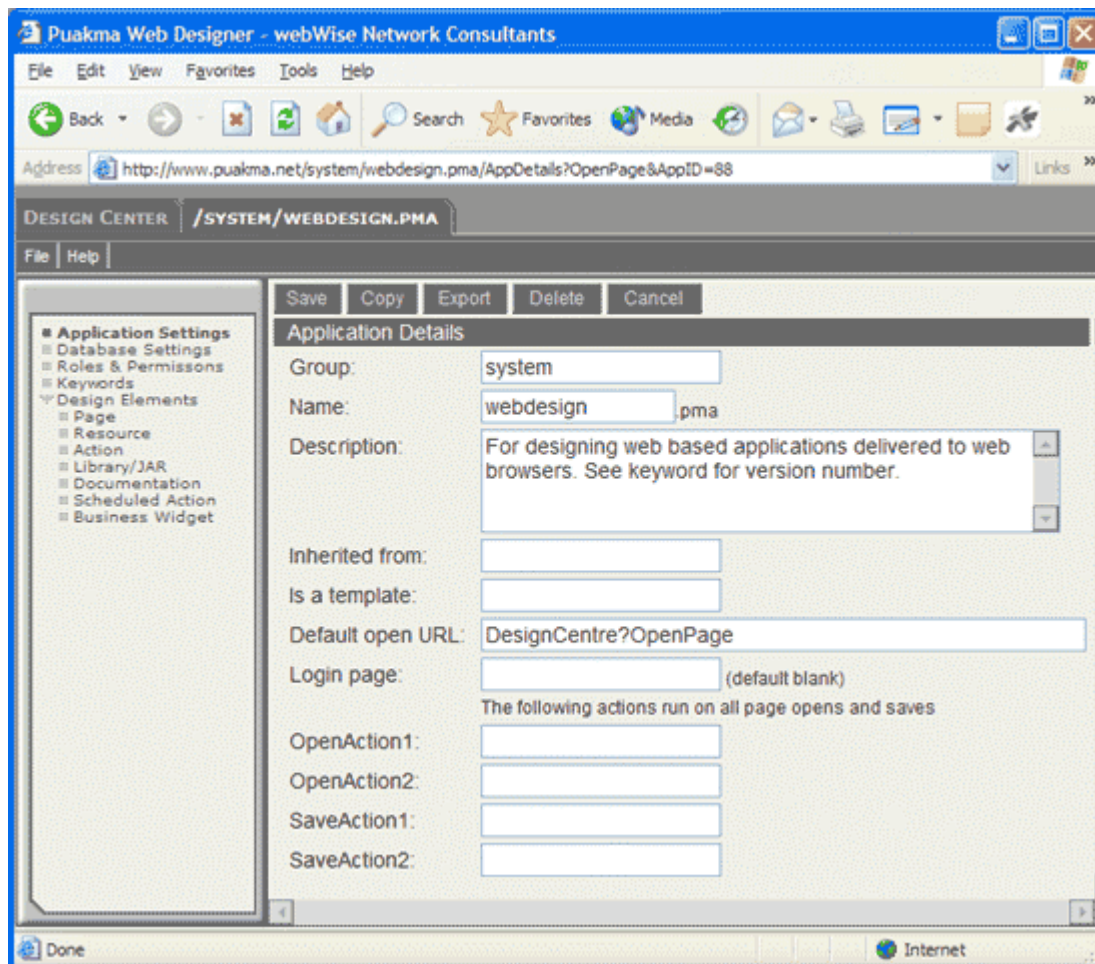 Puakma Web Designer - webWise Network Consultants
File Edit View Favorites Tools Help
Back Search Favorites Media
Address http://www.puakma.net/system/webdesign.pma/AppDetails?OpenPage&AppID=88 Links
DESIGN CENTER /SYSTEM/WEBDESIGN.PMA
File Help
Save Copy Export Delete Cancel
Application Details
Application Settings
Database Settings
Roles & Permissons
Keywords
Design Elements
Page
Resource
Action
Library/JAR
Documentation
Scheduled Action
Business Widget
Group: system
Name: webdesign .pma
Description: For designing web based applications delivered to web
browsers. See keyword for version number.
Inherited from:
Is a template:
Default open URL: DesignCentre?OpenPage
Login page: (default blank)
The following actions run on all page opens and saves
OpenAction1:
OpenAction2:
SaveAction1:
SaveAction2:
Done Internet